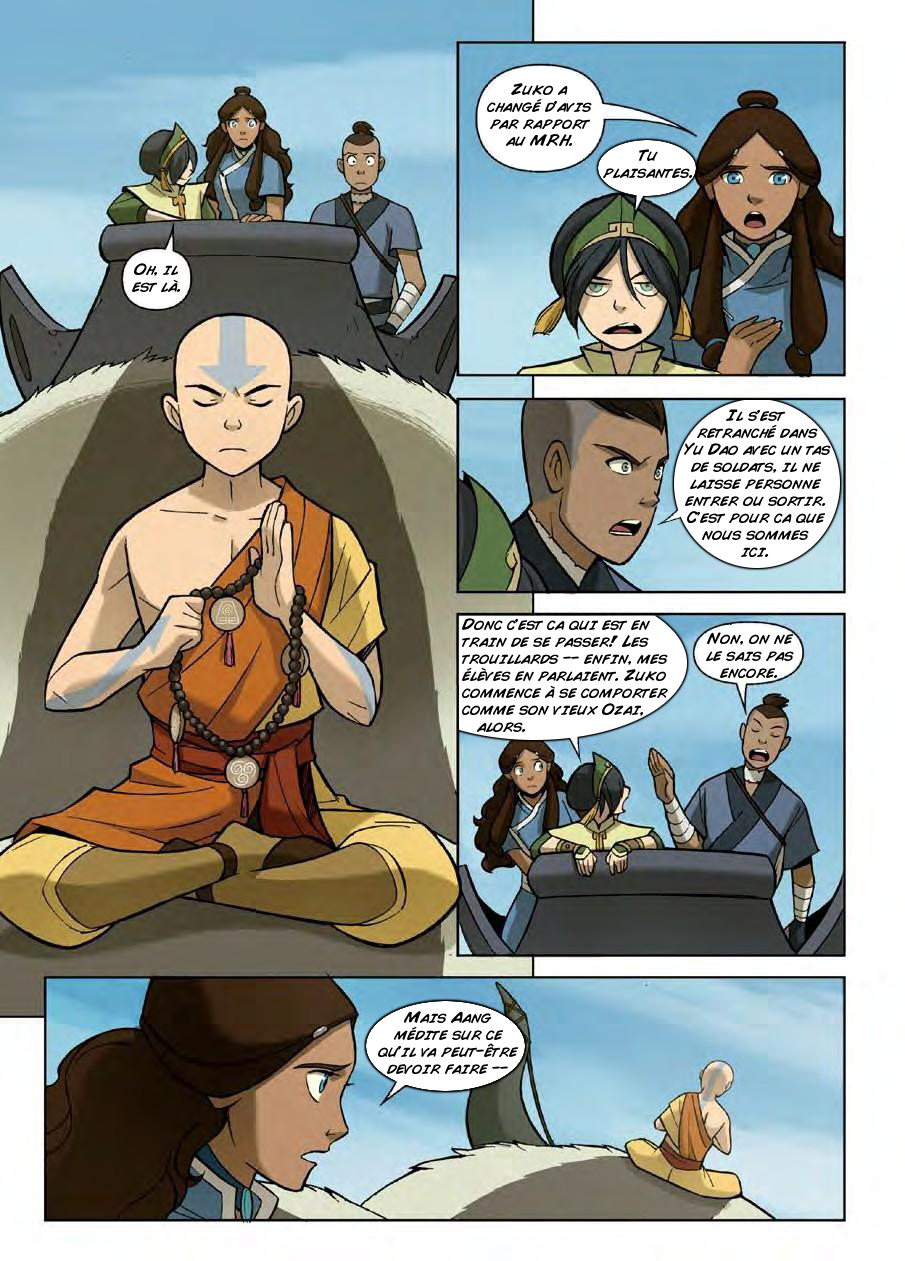 OH, IL
EST LÀ.
ZUKO A
CHANGÉ D'AVIS
PAR RAPPORT
AU MRH.
TU
PLAISANTES.
IL S'EST
RETRANCHÉ DANS
YU DAO AVEC UN TAS
DE SOLDATS, IL NE
LAISSE PERSONNE
ENTRER OU SORTIR.
C'EST POUR CA QUE
NOUS SOMMES
ICI.
DONC C'EST CA QUI EST EN
TRAIN DE SE PASSER! LES
TROUILLARDS -- ENFIN, MES
ÉLÈVES EN PARLAIENT. ZUKO
COMMENCE À SE COMPORTER
COMME SON VIEUX OZAI,
ALORS.
NON, ON NE
LE SAIS PAS
ENCORE.
MAIS AANG
MÉDITE SUR CE
QU'IL VA PEUT-ÊTRE
DEVOIR FAIRE --